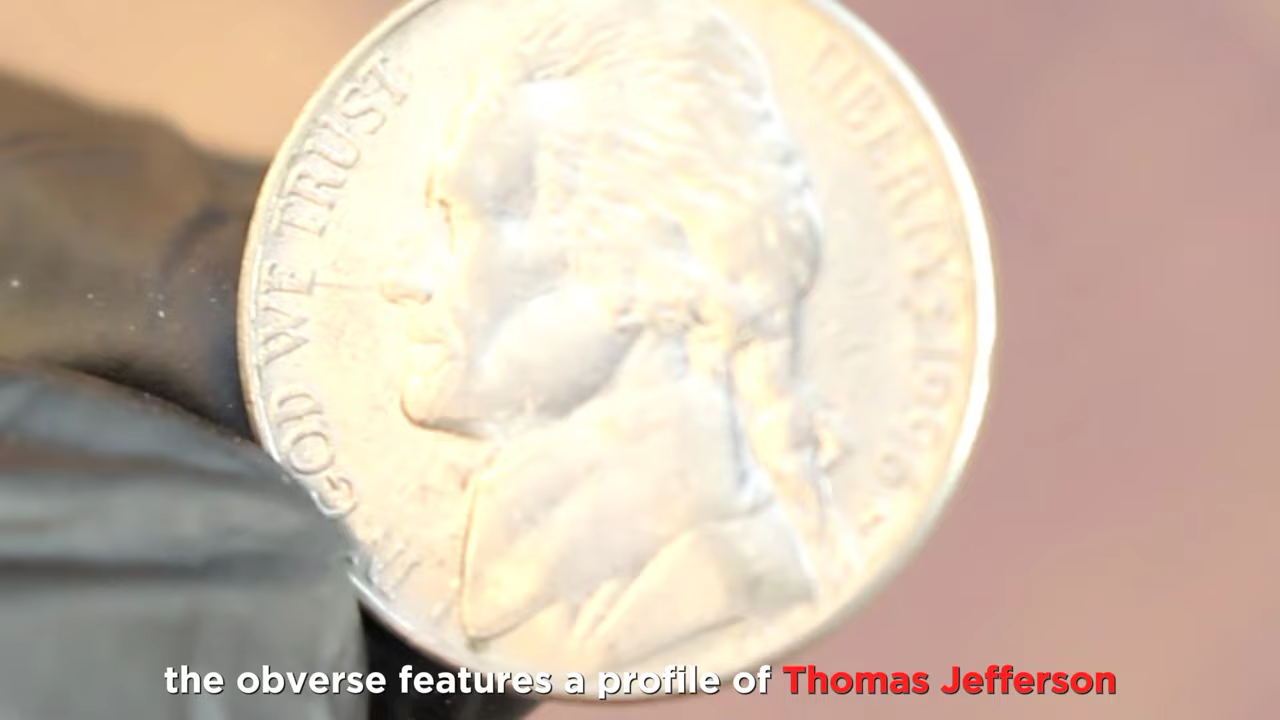 IN GOD WE TRUST
LIBERTY
the obverse features a profile of Thomas Jefferson